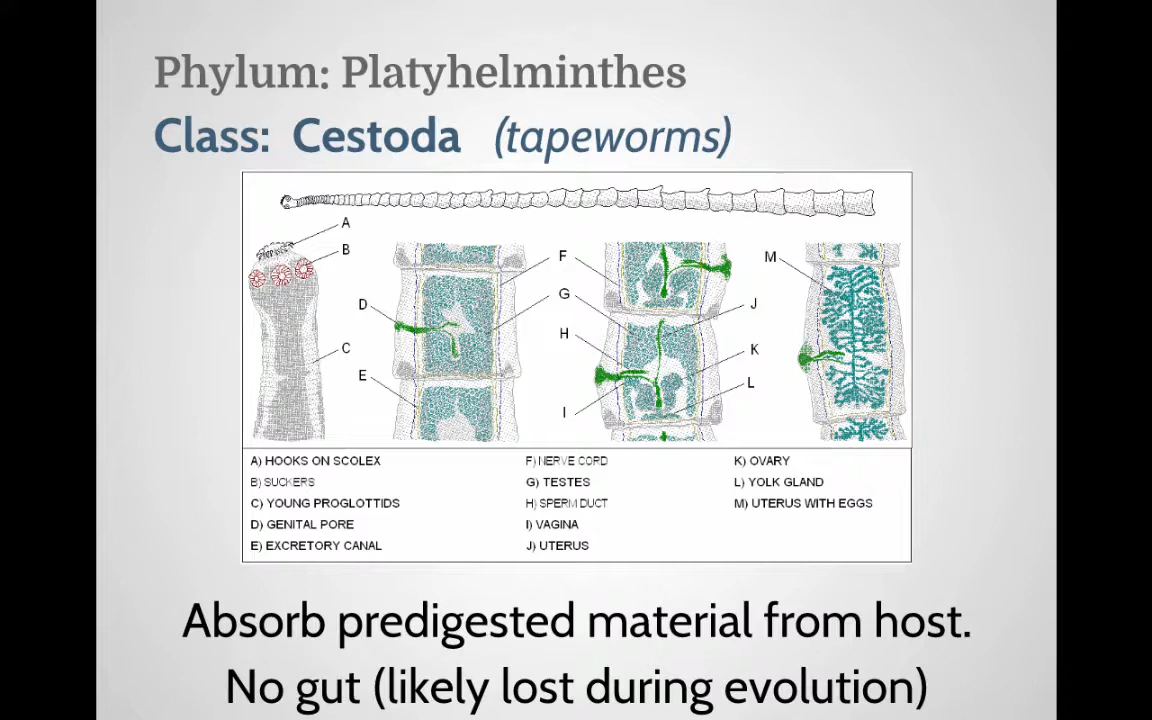 Phylum: Platyhelminthes
Class: Cestoda (tapeworms)
A
B
C
D
E
F
G
H
I
J
K
L
M
A) HOOKS ON SCOLEX
B) SUCKERS
C) YOUNG PROGLOTTIDS
D) GENITAL PORE
E) EXCRETORY CANAL
F) NERVE CORD
G) TESTES
H) SPERM DUCT
I) VAGINA
J) UTERUS
K) OVARY
L) YOLK GLAND
M) UTERUS WITH EGGS
Absorb predigested material from host.
No gut (likely lost during evolution)